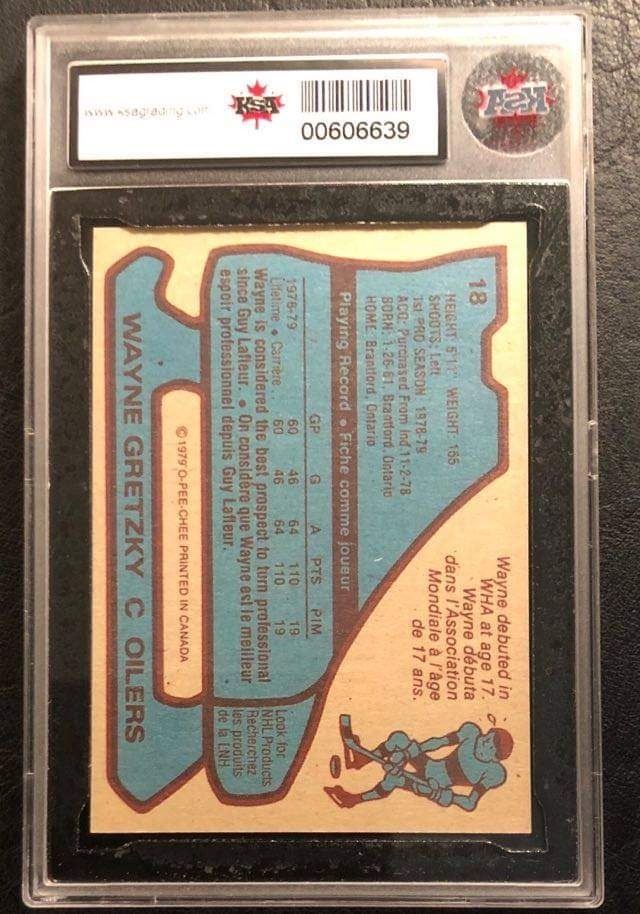 www.ksagrading.com
KSA
00606639
KSA
18
HEIGHT: 5'11" WEIGHT: 165
SHOOTS: Left
1st PRO SEASON 1978-79
ACQ: Purchased From Ind, 11-2-78
BORN: 1-26-61, Brantford, Ontario
HOME: Brantford, Ontario
Wayne debuted in
WHA at age 17.
Wayne débuta
dans l'Association
Mondiale à l'âge
de 17 ans.
Playing Record • Fiche comme joueur
GP G A PTS PIM
1978-79 60 46 64 110 19
Lifetime • Carrière 60 46 64 110 19
Wayne is considered the best prospect to turn professional
since Guy Lafleur. • On considère que Wayne est le meilleur
espoir professionnel depuis Guy Lafleur.
Look for
NHL Products
Recherchez
les produits
de la LNH
© 1979 O-PEE-CHEE PRINTED IN CANADA
WAYNE GRETZKY C OILERS